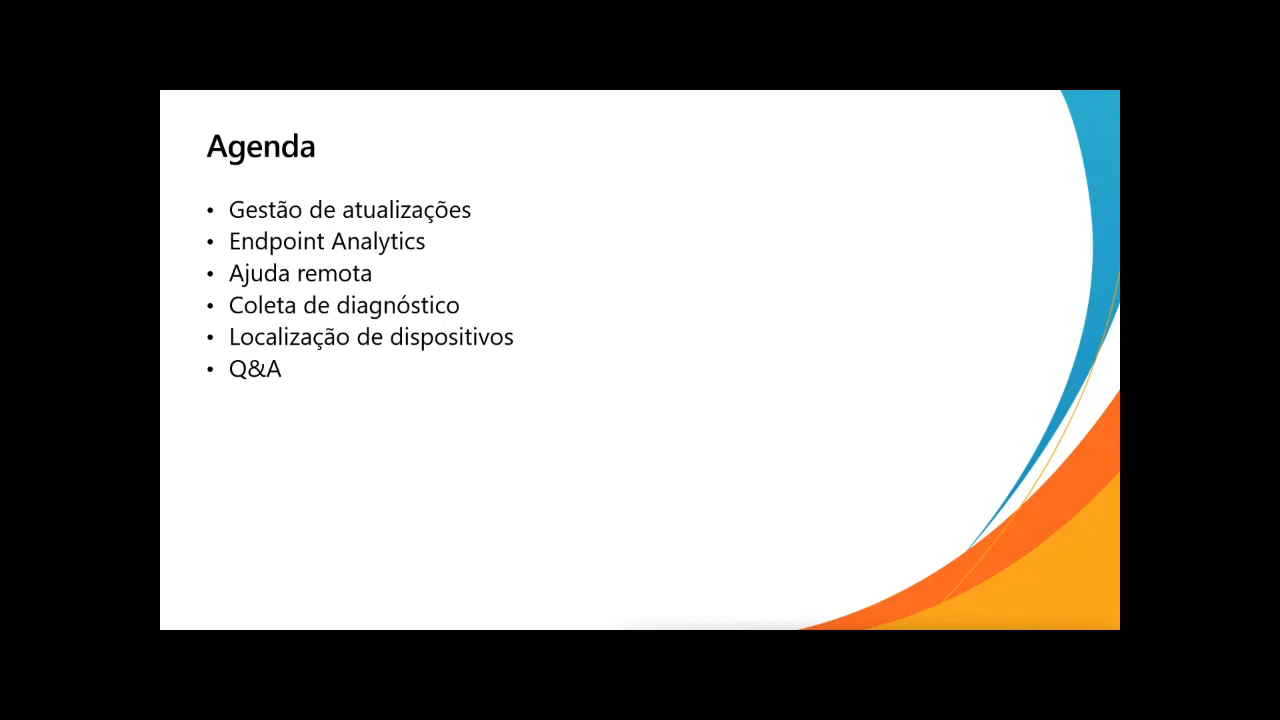 Agenda
• Gestão de atualizações
• Endpoint Analytics
• Ajuda remota
• Coleta de diagnóstico
• Localização de dispositivos
• Q&A